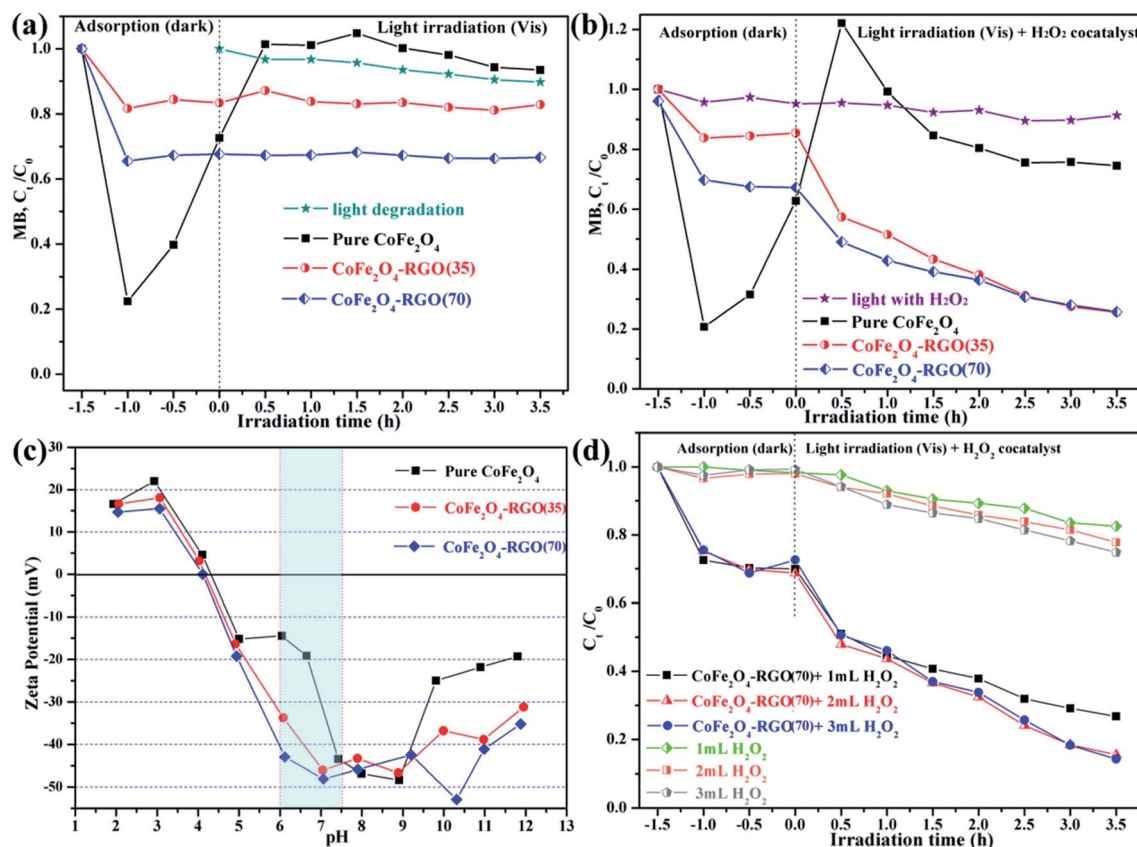 (a)
Adsorption (dark)
Light irradiation (Vis)
MB, Cₜ/C₀
1.0
0.8
0.6
0.4
0.2
0.0
light degradation
Pure CoFe₂O₄
CoFe₂O₄-RGO(35)
CoFe₂O₄-RGO(70)
-1.5 -1.0 -0.5 0.0 0.5 1.0 1.5 2.0 2.5 3.0 3.5
Irradiation time (h)
(b)
Adsorption (dark)
Light irradiation (Vis) + H₂O₂ cocatalyst
MB, Cₜ/C₀
1.2
1.0
0.8
0.6
0.4
0.2
0.0
light with H₂O₂
Pure CoFe₂O₄
CoFe₂O₄-RGO(35)
CoFe₂O₄-RGO(70)
-1.5 -1.0 -0.5 0.0 0.5 1.0 1.5 2.0 2.5 3.0 3.5
Irradiation time (h)
(c)
Zeta Potential (mV)
30
20
10
0
-10
-20
-30
-40
-50
Pure CoFe₂O₄
CoFe₂O₄-RGO(35)
CoFe₂O₄-RGO(70)
1 2 3 4 5 6 7 8 9 10 11 12 13
pH
(d)
Adsorption (dark)
Light irradiation (Vis) + H₂O₂ cocatalyst
Cₜ/C₀
1.0
0.8
0.6
0.4
0.2
0.0
CoFe₂O₄-RGO(70)+ 1mL H₂O₂
CoFe₂O₄-RGO(70)+ 2mL H₂O₂
CoFe₂O₄-RGO(70)+ 3mL H₂O₂
1mL H₂O₂
2mL H₂O₂
3mL H₂O₂
-1.5 -1.0 -0.5 0.0 0.5 1.0 1.5 2.0 2.5 3.0 3.5
Irradiation time (h)